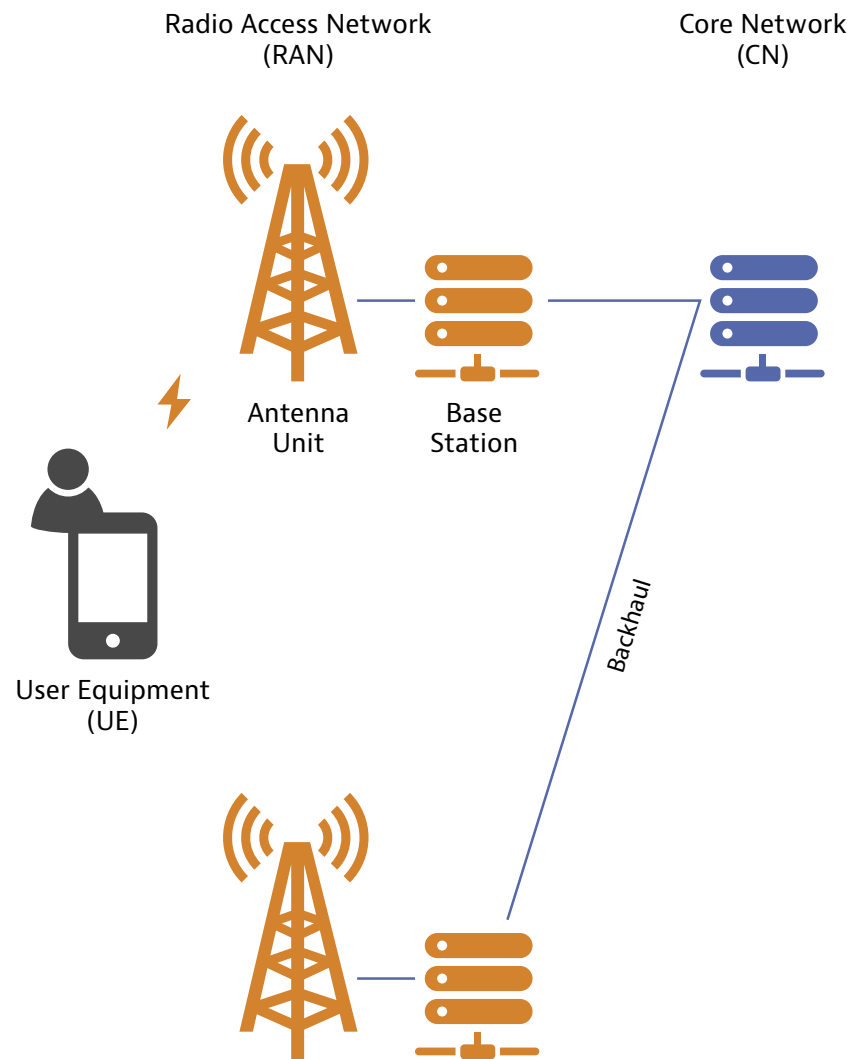 Radio Access Network
(RAN)
Core Network
(CN)
Antenna
Unit
Base
Station
Backhaul
User Equipment
(UE)